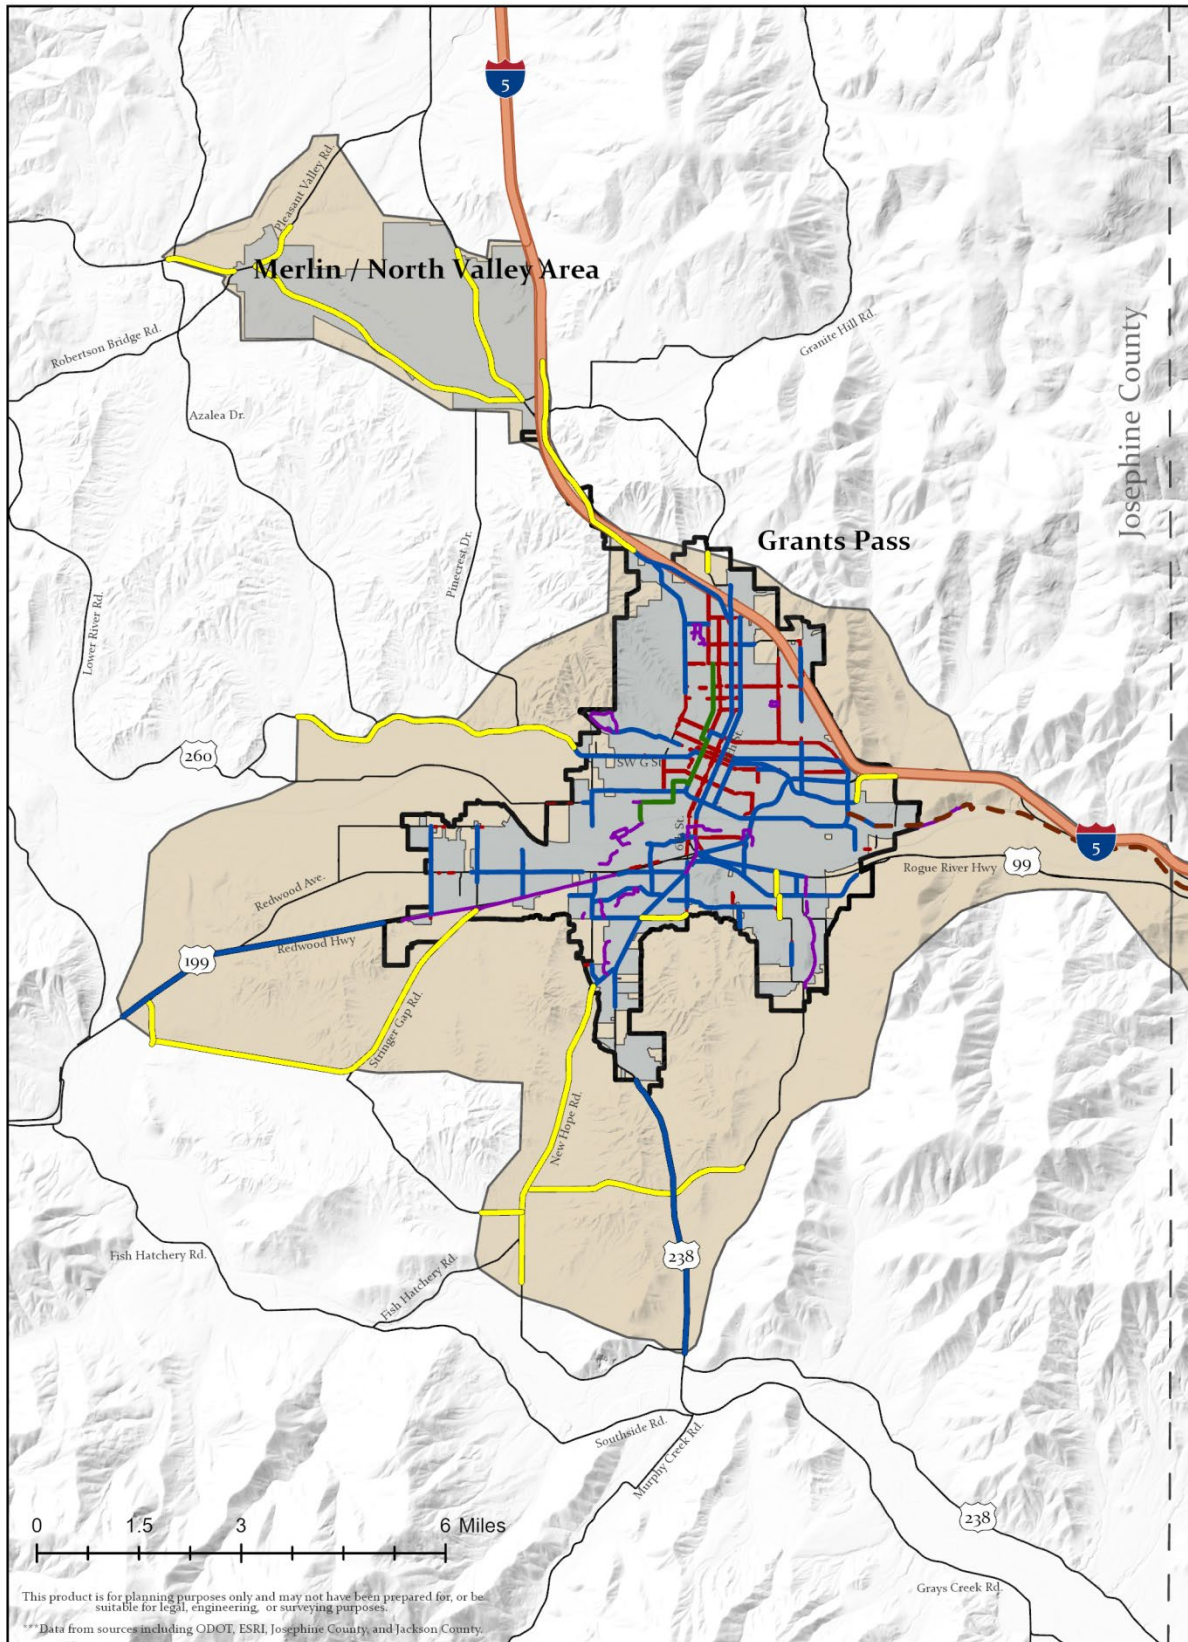 5
Pleasant Valley Rd.
Merlin / North Valley Area
Robertson Bridge Rd.
Granite Hill Rd.
Josephine County
Azalea Dr.
Pinecrest Dr.
Grants Pass
Lower River Rd.
260
SW G St.
7th St.
6th St.
5
Rogue River Hwy
99
Redwood Ave.
Redwood Hwy
199
Stringer Gap Rd.
New Hope Rd.
Fish Hatchery Rd.
238
Fish Hatchery Rd.
Southside Rd.
Murphy Creek Rd.
238
Grays Creek Rd.
0 1.5 3 6 Miles
This product is for planning purposes only and may not have been prepared for, or be
suitable for legal, engineering, or surveying purposes.
***Data from sources including ODOT, ESRI, Josephine County, and Jackson County.